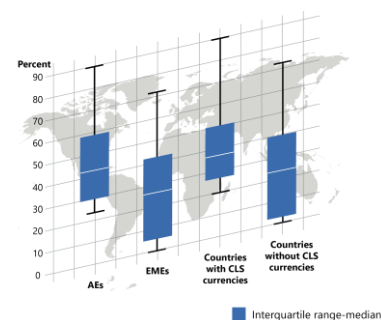 Percent
90
80
70
60
50
40
30
20
10
0
AEs
EMEs
Countries
with CLS
currencies
Countries
without CLS
currencies
Interquartile range-median